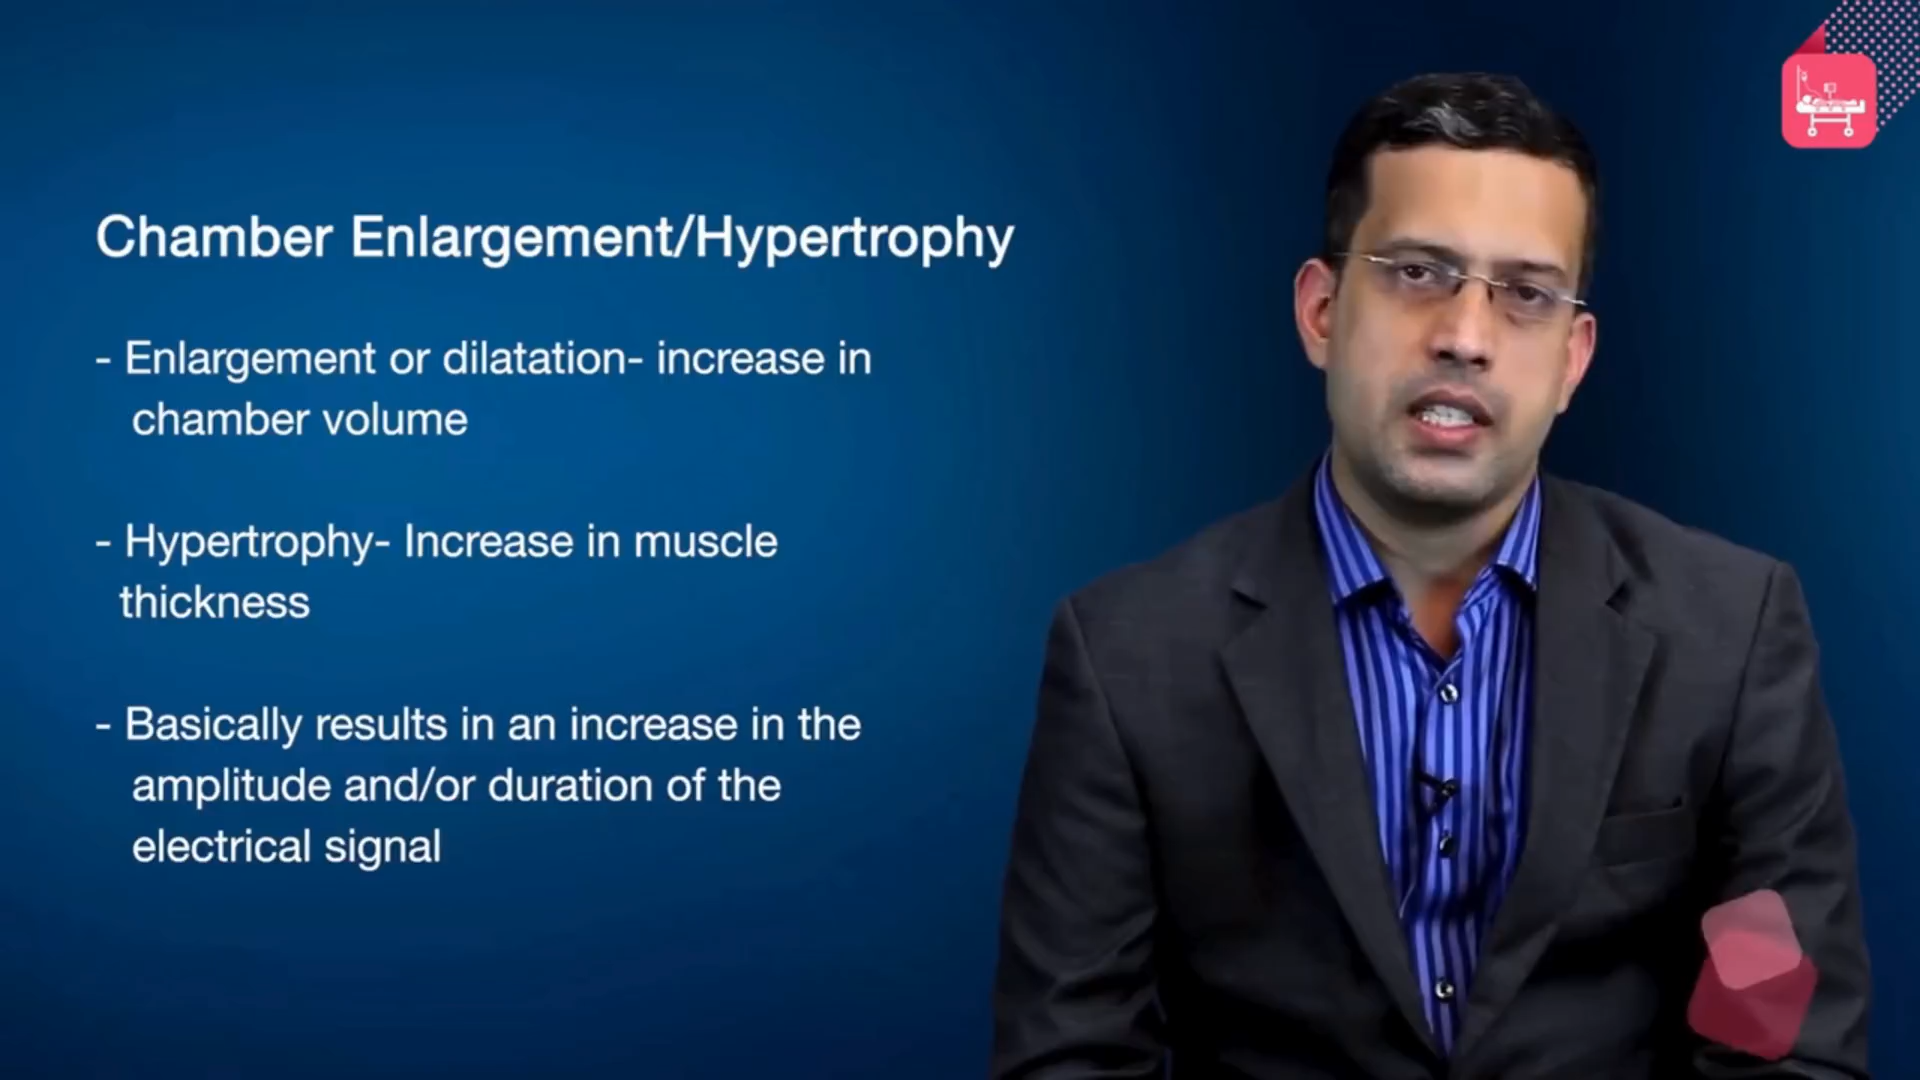 Chamber Enlargement/Hypertrophy
- Enlargement or dilatation- increase in
chamber volume
- Hypertrophy- Increase in muscle
thickness
- Basically results in an increase in the
amplitude and/or duration of the
electrical signal